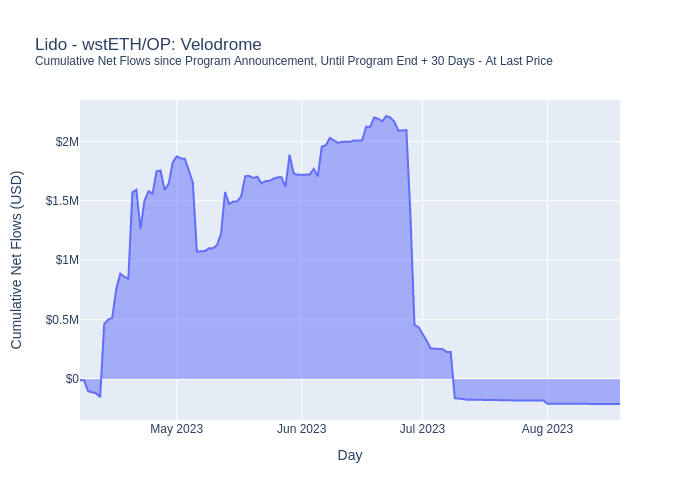 Lido - wstETH/OP: Velodrome
Cumulative Net Flows since Program Announcement, Until Program End + 30 Days - At Last Price
Cumulative Net Flows (USD)
$2M
$1.5M
$1M
$0.5M
$0
May 2023
Jun 2023
Jul 2023
Aug 2023
Day